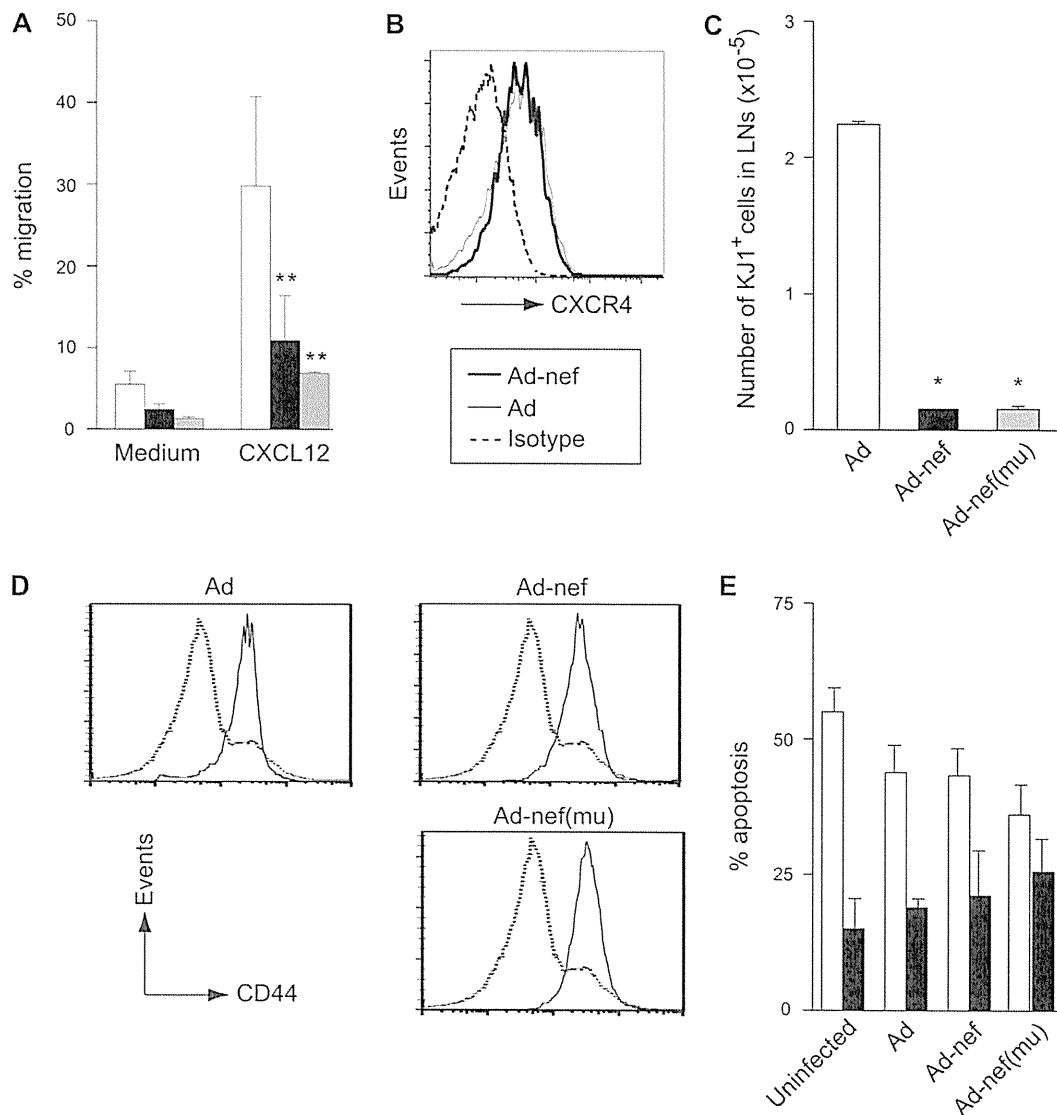 A
% migration
50
40
30
20
10
0
**
**
Medium CXCL12
B
Events
CXCR4
Ad-nef
Ad
Isotype
C
Number of KJ1⁺ cells in LNs (x10⁻⁵)
3
2
1
0
*
*
Ad
Ad-nef
Ad-nef(mu)
D
Ad
Ad-nef
Ad-nef(mu)
Events
CD44
E
% apoptosis
75
50
25
0
Uninfected
Ad
Ad-nef
Ad-nef(mu)